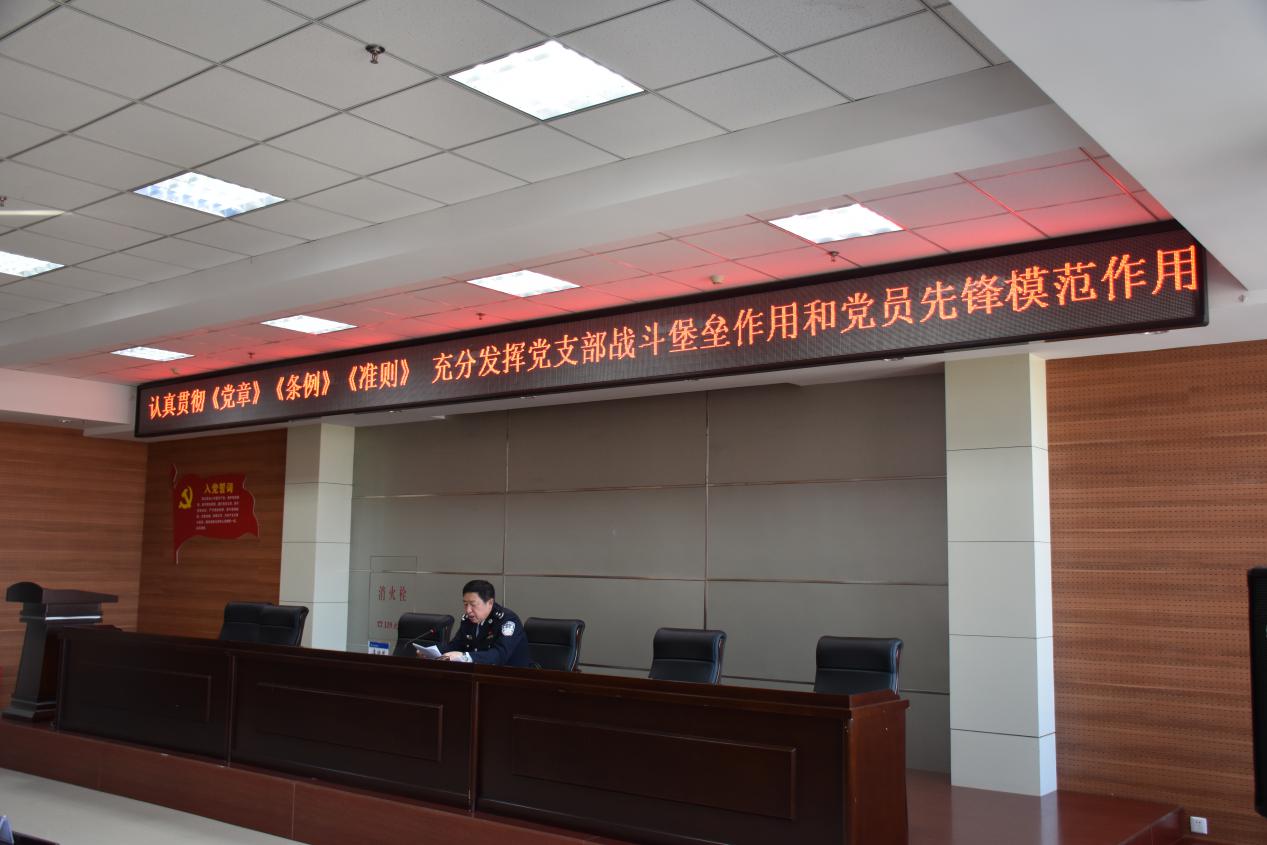 认真贯彻《党章》《条例》《准则》 充分发挥党支部战斗堡垒作用和党员先锋模范作用
入党誓词
消火栓
119